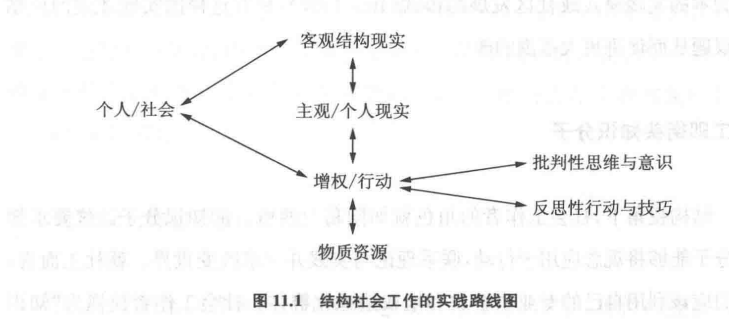 客观结构现实
个人/社会
主观/个人现实
增权/行动
批判性思维与意识
反思性行动与技巧
物质资源
图 11.1 结构社会工作的实践路线图